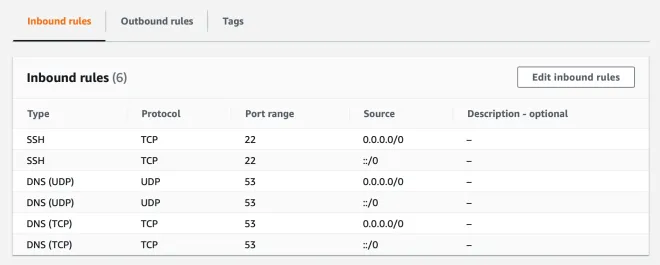 Inbound rules Outbound rules Tags
Inbound rules (6) Edit inbound rules
Type Protocol Port range Source Description - optional
SSH TCP 22 0.0.0.0/0 –
SSH TCP 22 ::/0 –
DNS (UDP) UDP 53 0.0.0.0/0 –
DNS (UDP) UDP 53 ::/0 –
DNS (TCP) TCP 53 0.0.0.0/0 –
DNS (TCP) TCP 53 ::/0 –